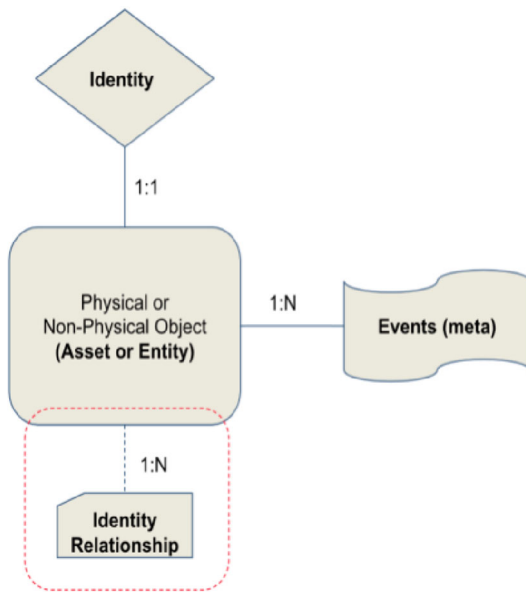 Identity
1:1
Physical or
Non-Physical Object
(Asset or Entity)
1:N
Events (meta)
1:N
Identity
Relationship